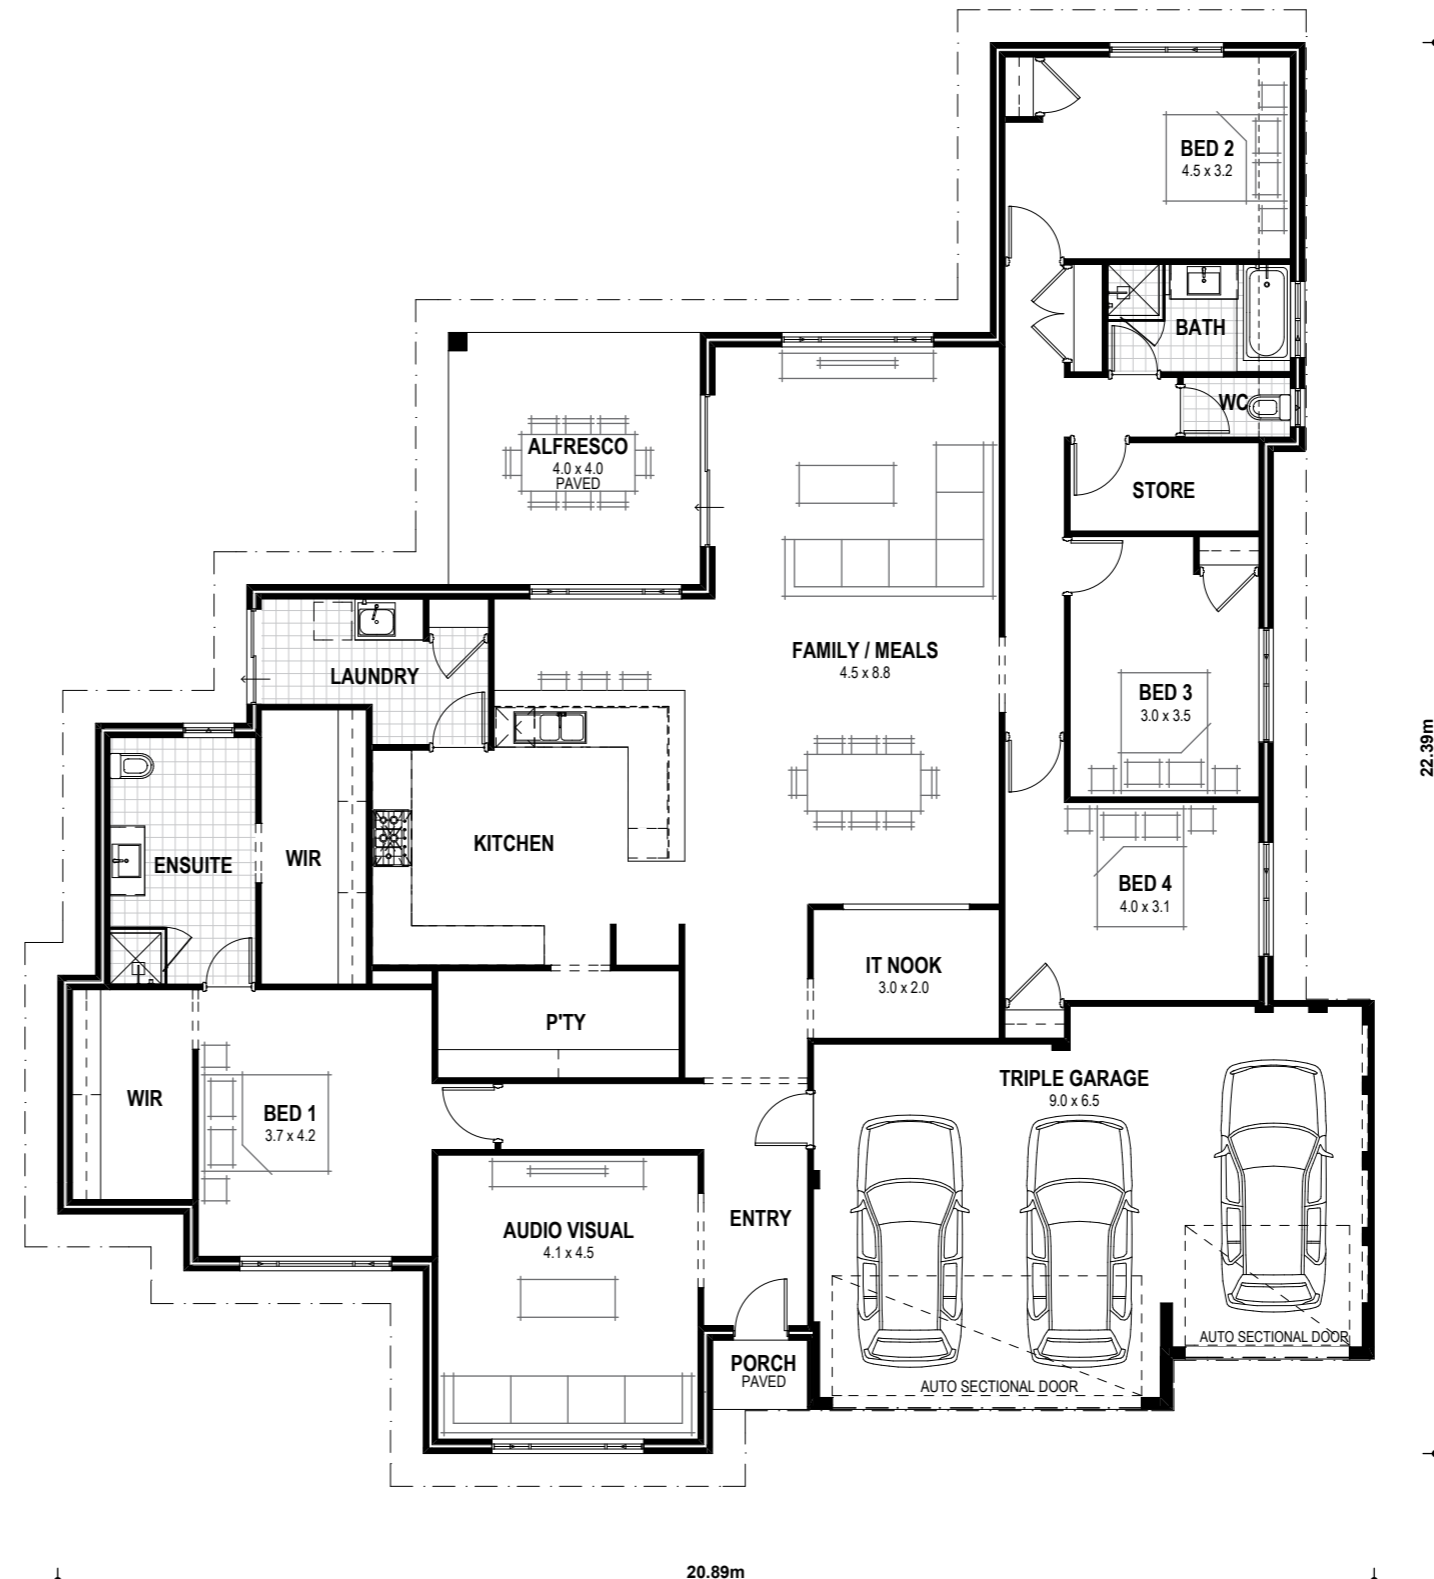 BED 2
4.5 x 3.2
BATH
WC
ALFRESCO
4.0 x 4.0
PAVED
STORE
FAMILY / MEALS
4.5 x 8.8
LAUNDRY
BED 3
3.0 x 3.5
22.39m
KITCHEN
WIR
ENSUITE
BED 4
4.0 x 3.1
IT NOOK
3.0 x 2.0
P'TY
TRIPLE GARAGE
9.0 x 6.5
WIR
BED 1
3.7 x 4.2
ENTRY
AUDIO VISUAL
4.1 x 4.5
AUTO SECTIONAL DOOR
PORCH
PAVED
AUTO SECTIONAL DOOR
20.89m